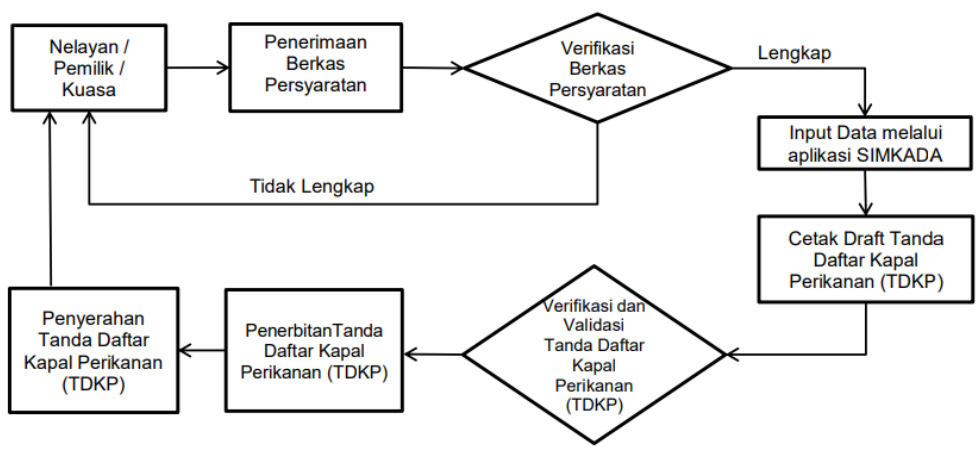 Nelayan /
Pemilik /
Kuasa
Penerimaan
Berkas
Persyaratan
Verifikasi
Berkas
Persyaratan
Lengkap
Input Data melalui
aplikasi SIMKADA
Tidak Lengkap
Cetak Draft Tanda
Daftar Kapal
Perikanan (TDKP)
Verifikasi dan
Validasi
Tanda Daftar
Kapal
Perikanan
(TDKP)
PenerbitanTanda
Daftar Kapal
Perikanan (TDKP)
Penyerahan
Tanda Daftar
Kapal Perikanan
(TDKP)